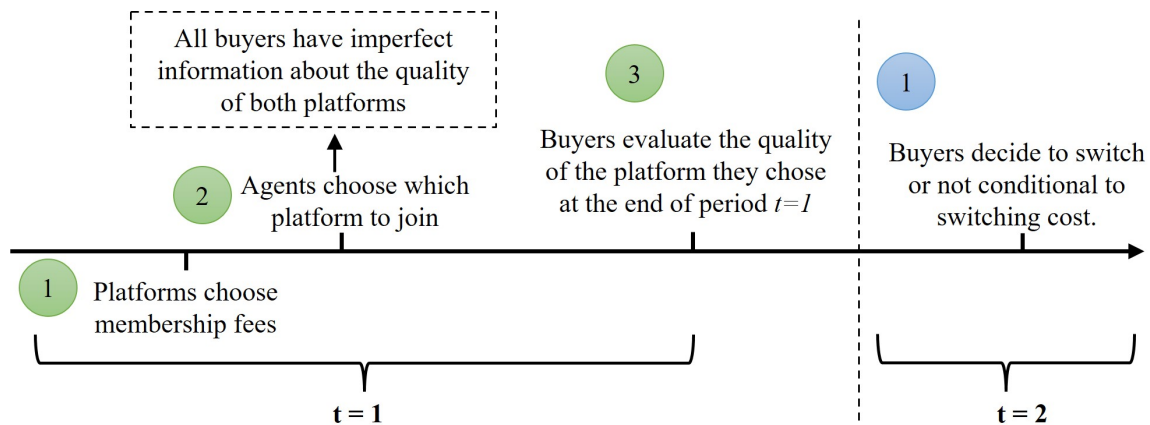 All buyers have imperfect
information about the quality
of both platforms
3
1
Buyers evaluate the quality
of the platform they chose
at the end of period t=1
Buyers decide to switch
or not conditional to
switching cost.
2
Agents choose which
platform to join
1
Platforms choose
membership fees
t = 1
t = 2